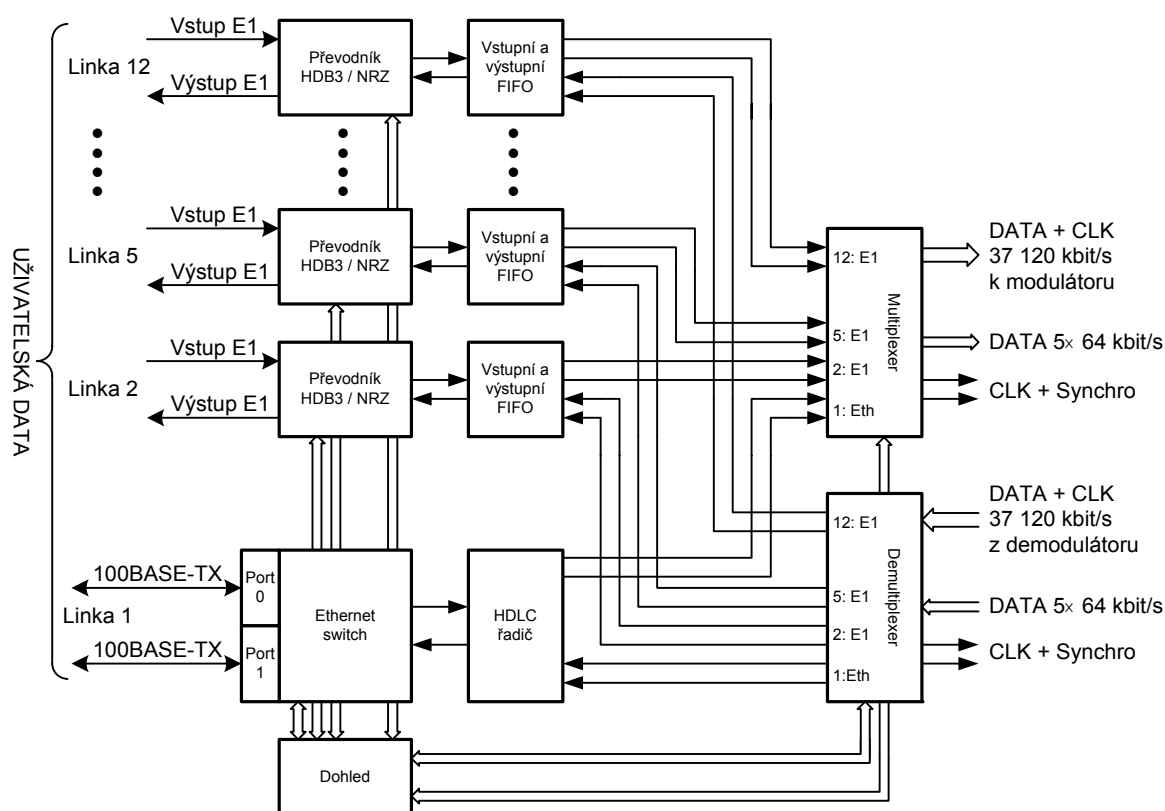 UŽIVATELSKÁ DATA
Linka 12
Vstup E1
Výstup E1
Převodník
HDB3 / NRZ
Vstupní a
výstupní
FIFO
Linka 5
Vstup E1
Výstup E1
Převodník
HDB3 / NRZ
Vstupní a
výstupní
FIFO
Linka 2
Vstup E1
Výstup E1
Převodník
HDB3 / NRZ
Vstupní a
výstupní
FIFO
Linka 1
100BASE-TX
100BASE-TX
Port
0
Port
1
Ethernet
switch
HDLC
řadič
Dohled
12: E1
5: E1
2: E1
1: Eth
Multiplexer
DATA + CLK
37 120 kbit/s
k modulátoru
DATA 5× 64 kbit/s
CLK + Synchro
12: E1
5: E1
2: E1
1:Eth
Demultiplexer
DATA + CLK
37 120 kbit/s
z demodulátoru
DATA 5× 64 kbit/s
CLK + Synchro